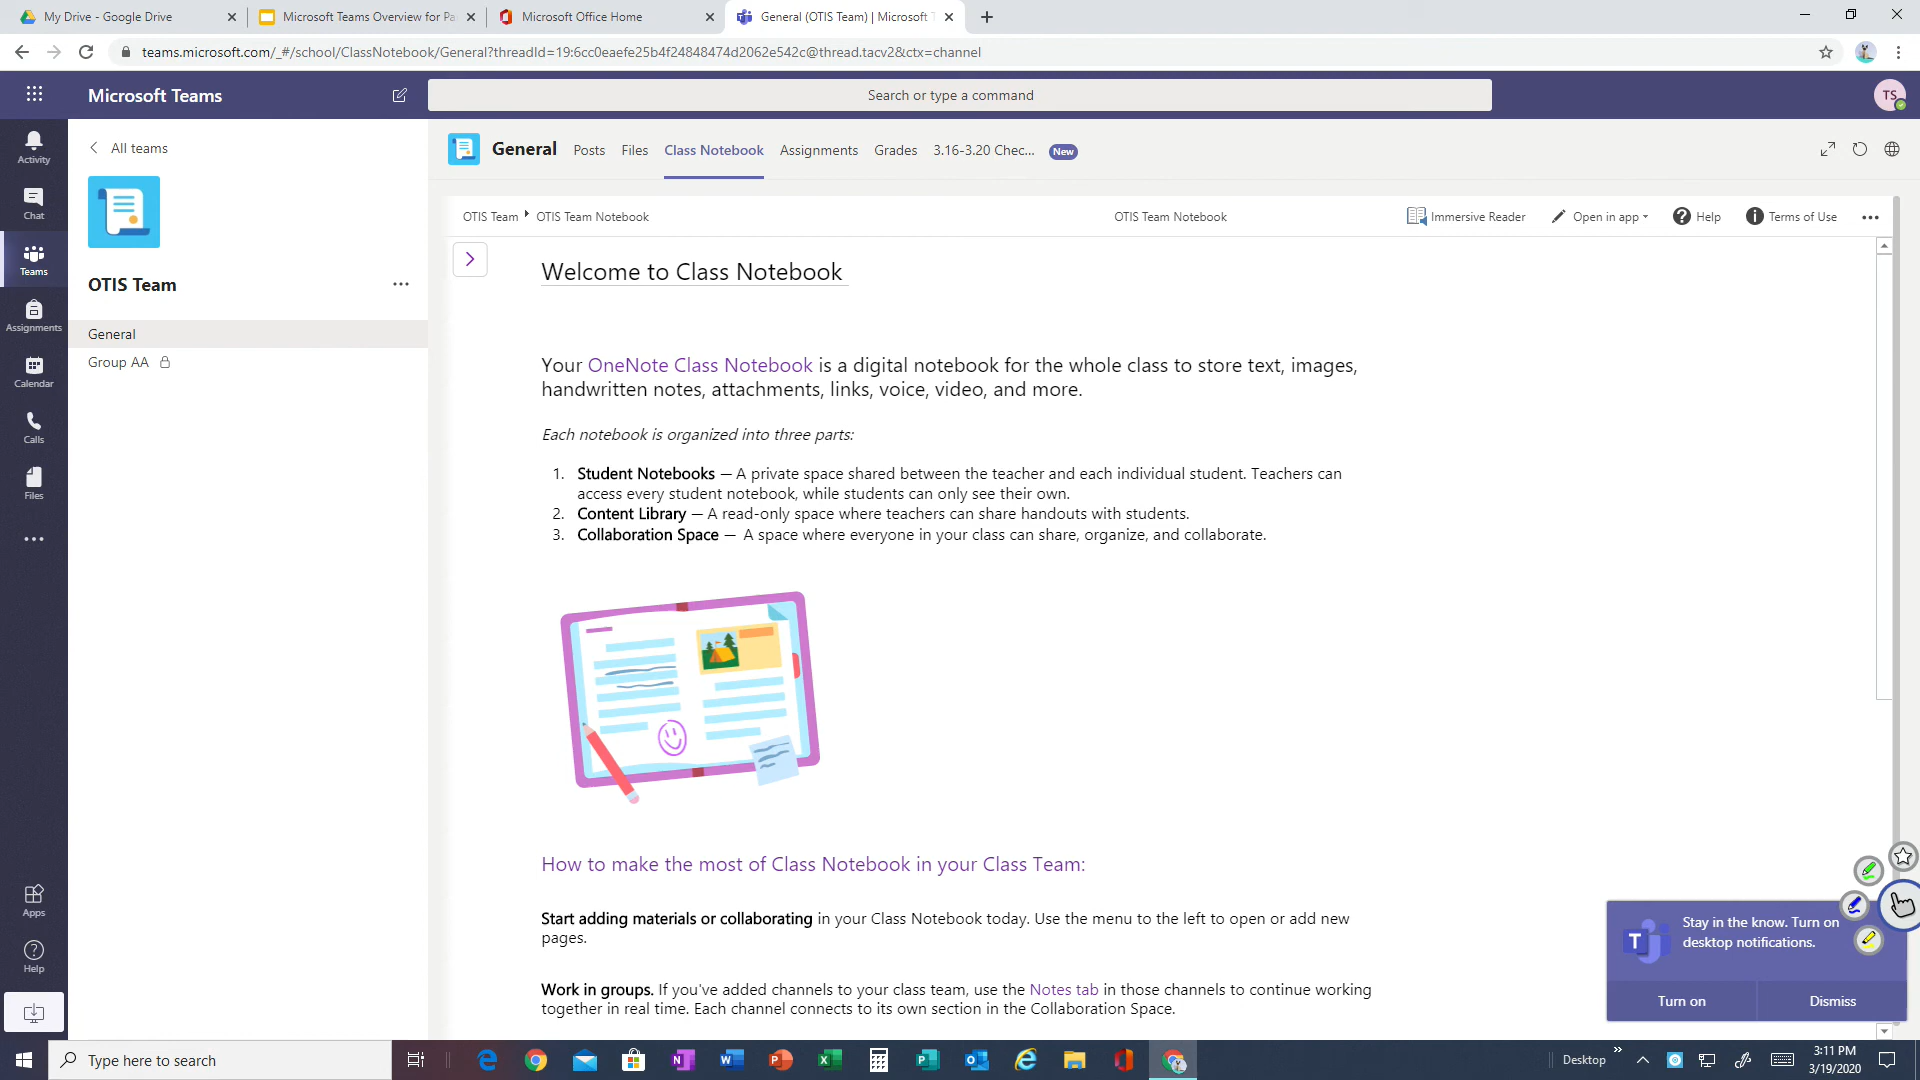 My Drive - Google Drive
Microsoft Teams Overview for Pa
Microsoft Office Home
General (OTIS Team) | Microsoft T
teams.microsoft.com/_#/school/ClassNotebook/General?threadId=19:6cc0eaefe25b4f24848474d2062e542c@thread.tacv2&ctx=channel
Microsoft Teams
Search or type a command
TS
Activity
Chat
Teams
Assignments
Calendar
Calls
Files
Apps
Help
All teams
OTIS Team
General
Group AA
General
Posts
Files
Class Notebook
Assignments
Grades
3.16-3.20 Chec...
New
OTIS Team
OTIS Team Notebook
OTIS Team Notebook
Immersive Reader
Open in app
Help
Terms of Use
Welcome to Class Notebook
Your OneNote Class Notebook is a digital notebook for the whole class to store text, images,
handwritten notes, attachments, links, voice, video, and more.
Each notebook is organized into three parts:
1. Student Notebooks — A private space shared between the teacher and each individual student. Teachers can
access every student notebook, while students can only see their own.
2. Content Library — A read-only space where teachers can share handouts with students.
3. Collaboration Space — A space where everyone in your class can share, organize, and collaborate.
How to make the most of Class Notebook in your Class Team:
Start adding materials or collaborating in your Class Notebook today. Use the menu to the left to open or add new
pages.
Work in groups. If you've added channels to your class team, use the Notes tab in those channels to continue working
together in real time. Each channel connects to its own section in the Collaboration Space.
T
Stay in the know. Turn on
desktop notifications.
Turn on
Dismiss
Type here to search
Desktop
3:11 PM
3/19/2020